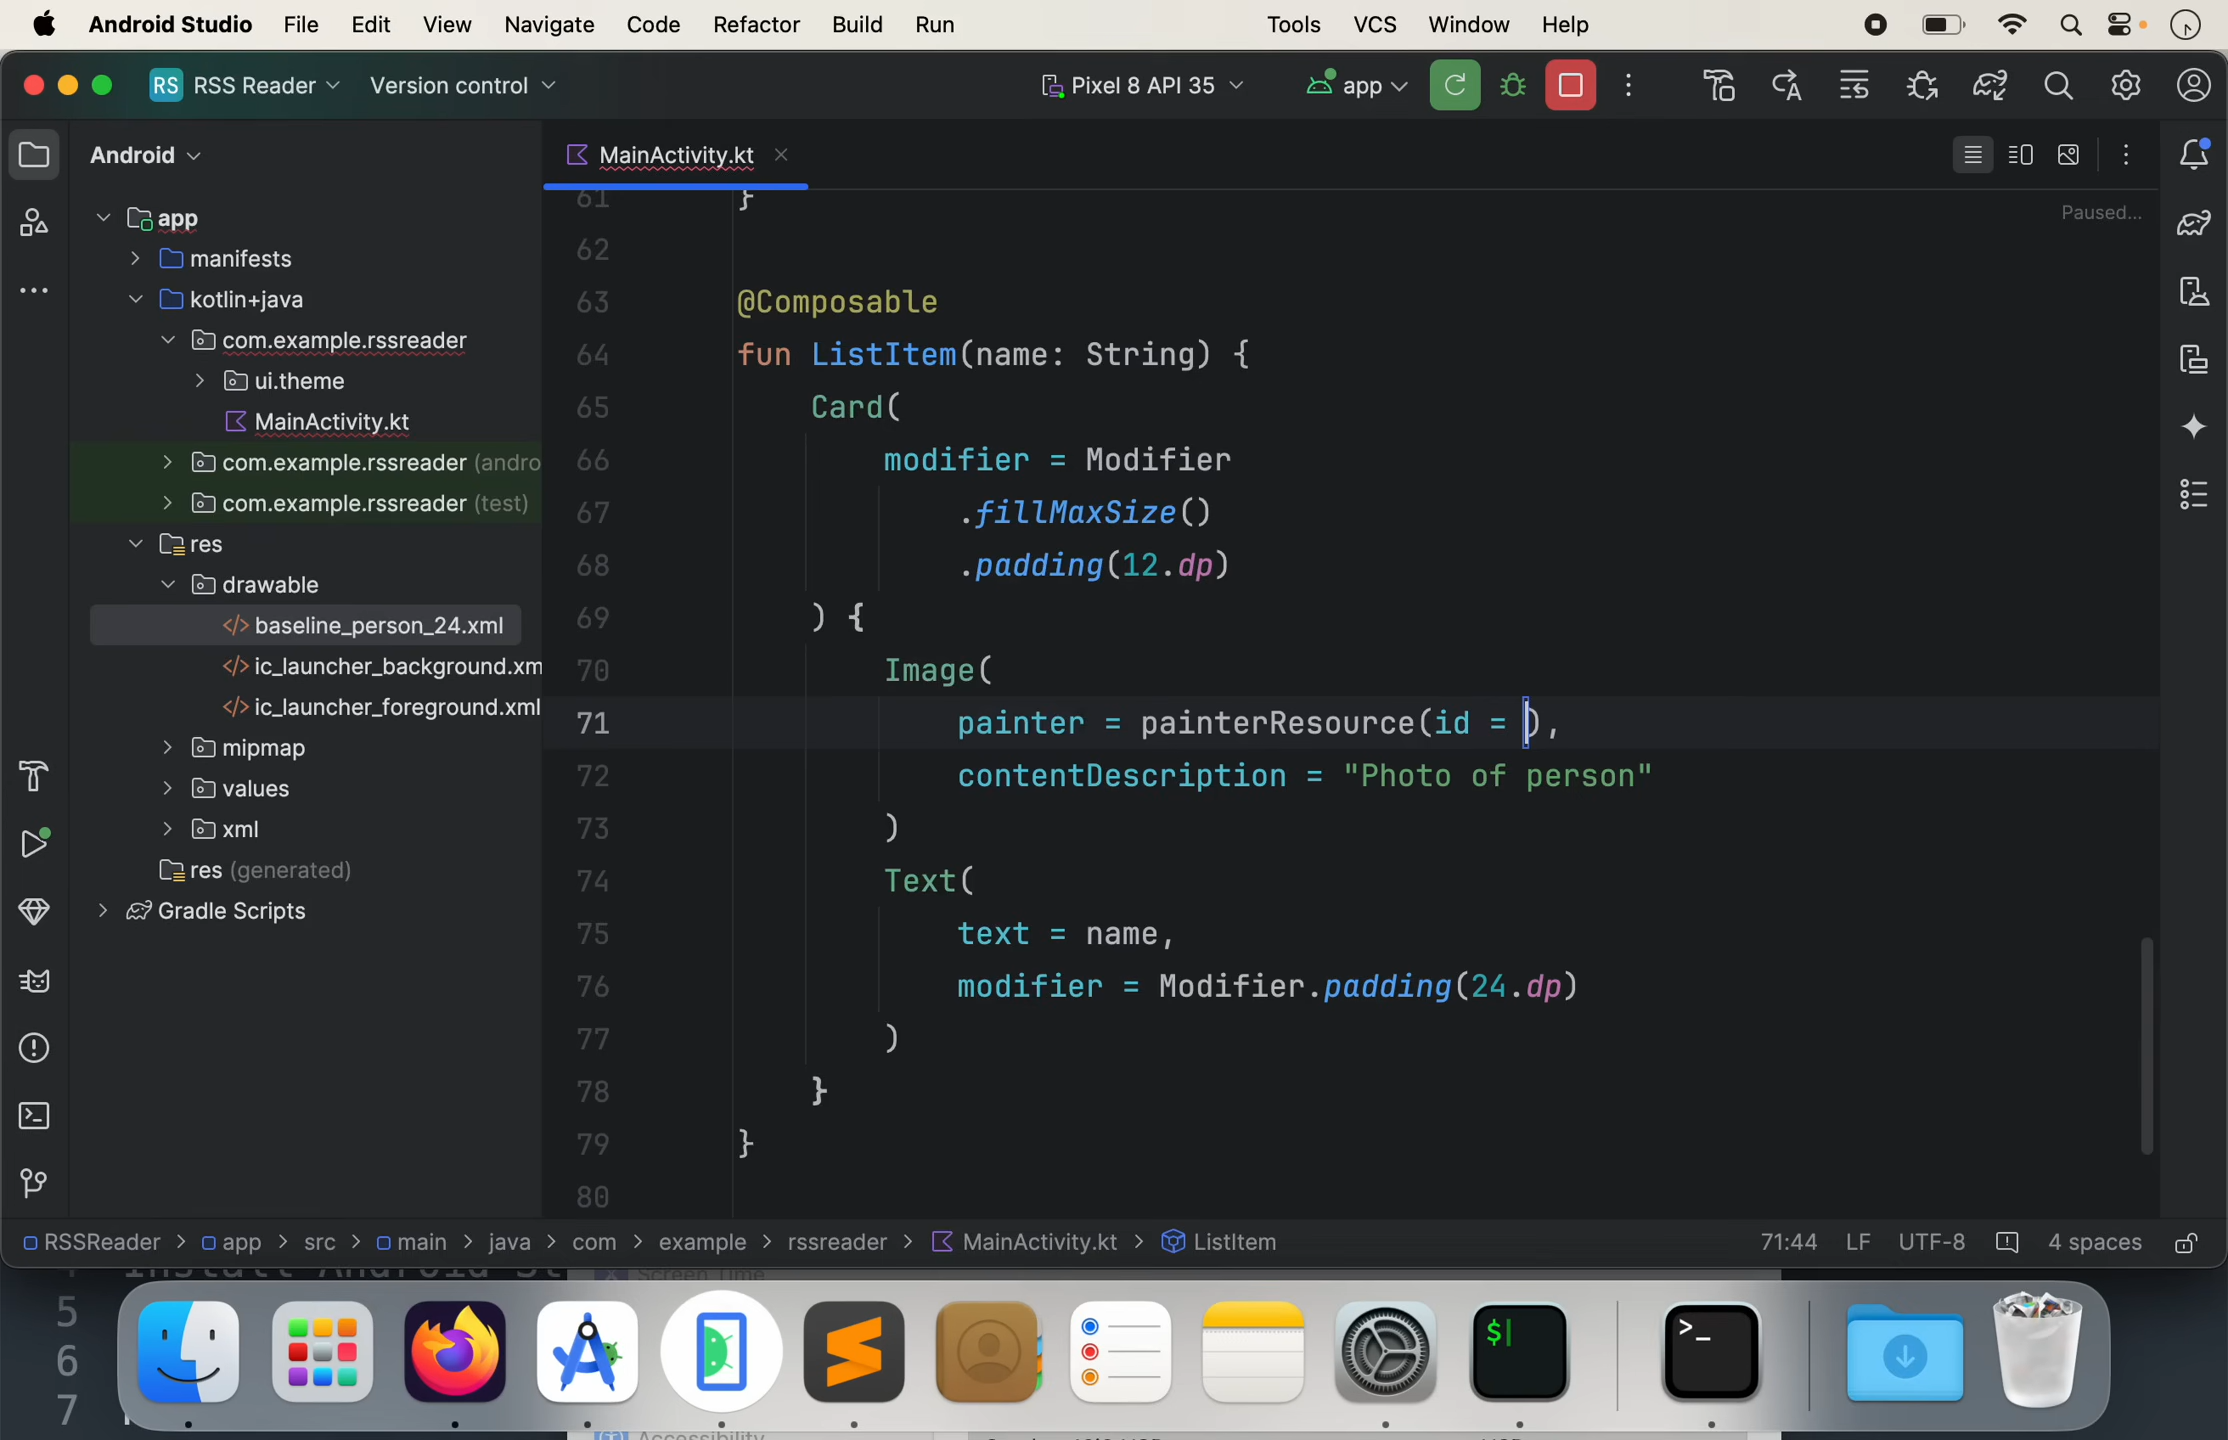 Android Studio File Edit View Navigate Code Refactor Build Run Tools VCS Window Help
RS RSS Reader Version control Pixel 8 API 35 app
Android
MainActivity.kt
Paused...
app
manifests
kotlin+java
com.example.rssreader
ui.theme
MainActivity.kt
com.example.rssreader (andro
com.example.rssreader (test)
res
drawable
baseline_person_24.xml
ic_launcher_background.xm
ic_launcher_foreground.xml
mipmap
values
xml
res (generated)
Gradle Scripts
61 }
62
63 @Composable
64 fun ListItem(name: String) {
65 Card(
66 modifier = Modifier
67 .fillMaxSize()
68 .padding(12.dp)
69 ) {
70 Image(
71 painter = painterResource(id = ),
72 contentDescription = "Photo of person"
73 )
74 Text(
75 text = name,
76 modifier = Modifier.padding(24.dp)
77 )
78 }
79 }
80
RSSReader > app > src > main > java > com > example > rssreader > MainActivity.kt > ListItem 71:44 LF UTF-8 4 spaces
Screen Time
5
6
7
$
>_